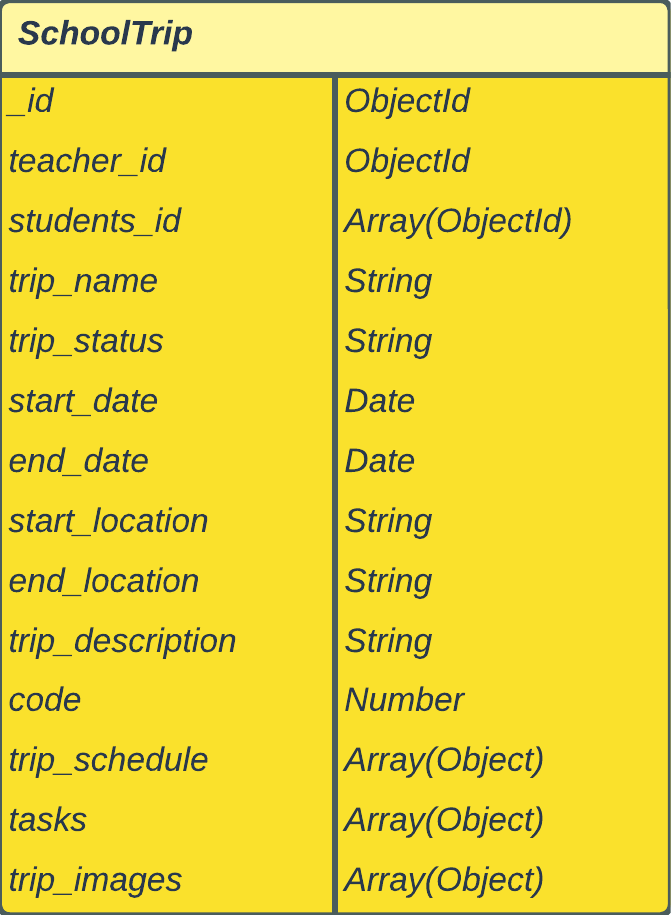 SchoolTrip
_id ObjectId
teacher_id ObjectId
students_id Array(ObjectId)
trip_name String
trip_status String
start_date Date
end_date Date
start_location String
end_location String
trip_description String
code Number
trip_schedule Array(Object)
tasks Array(Object)
trip_images Array(Object)